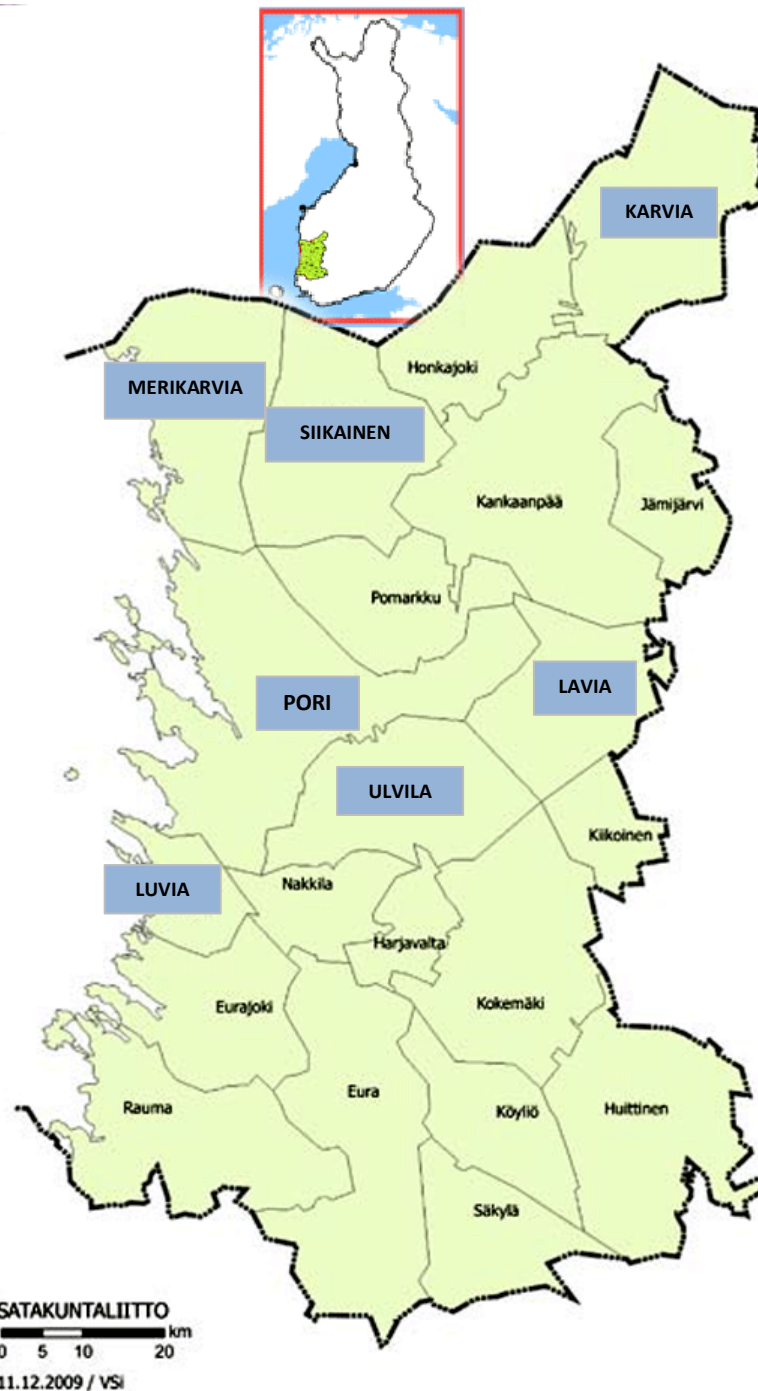 KARVIA
Honkajoki
MERIKARVIA
SIIKAINEN
Kankaanpää
Jämijärvi
Pomarkku
LAVIA
PORI
ULVILA
Kiikoinen
LUVIA
Nakkila
Harjavalta
Eurajoki
Kokemäki
Rauma
Eura
Köyliö
Huittinen
Säkylä
SATAKUNTALIITTO
km
0 5 10 20
11.12.2009 / VSi